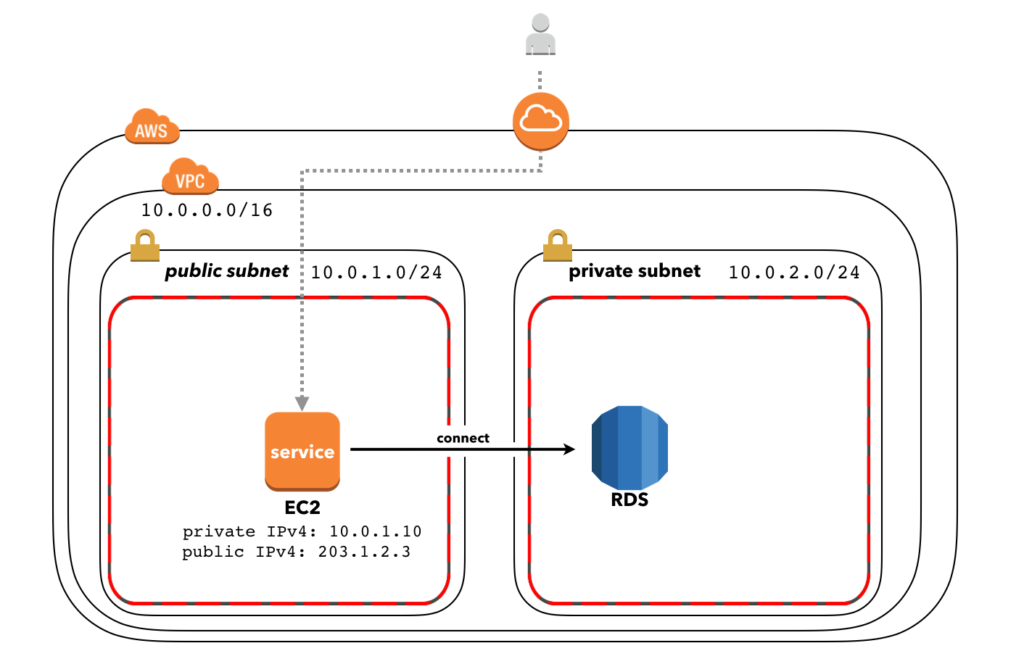 AWS
VPC
10.0.0.0/16
public subnet 10.0.1.0/24
private subnet 10.0.2.0/24
service
connect
EC2
RDS
private IPv4: 10.0.1.10
public IPv4: 203.1.2.3